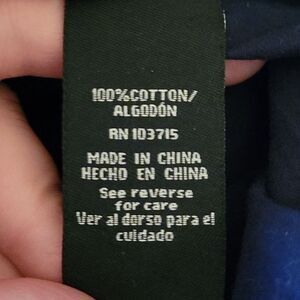 100%COTTON/
ALGODÓN
RN 103715
MADE IN CHINA
HECHO EN CHINA
See reverse
for care
Ver al dorso para el
cuidado